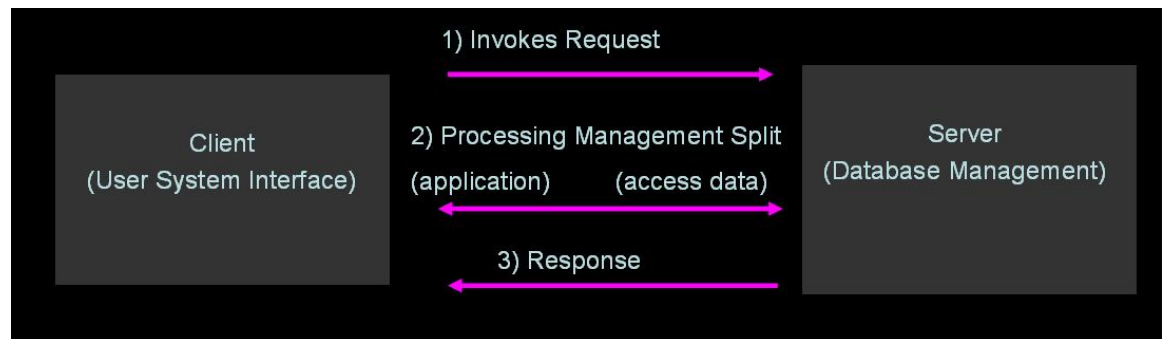 1) Invokes Request
Client
(User System Interface)
2) Processing Management Split
(application) (access data)
Server
(Database Management)
3) Response